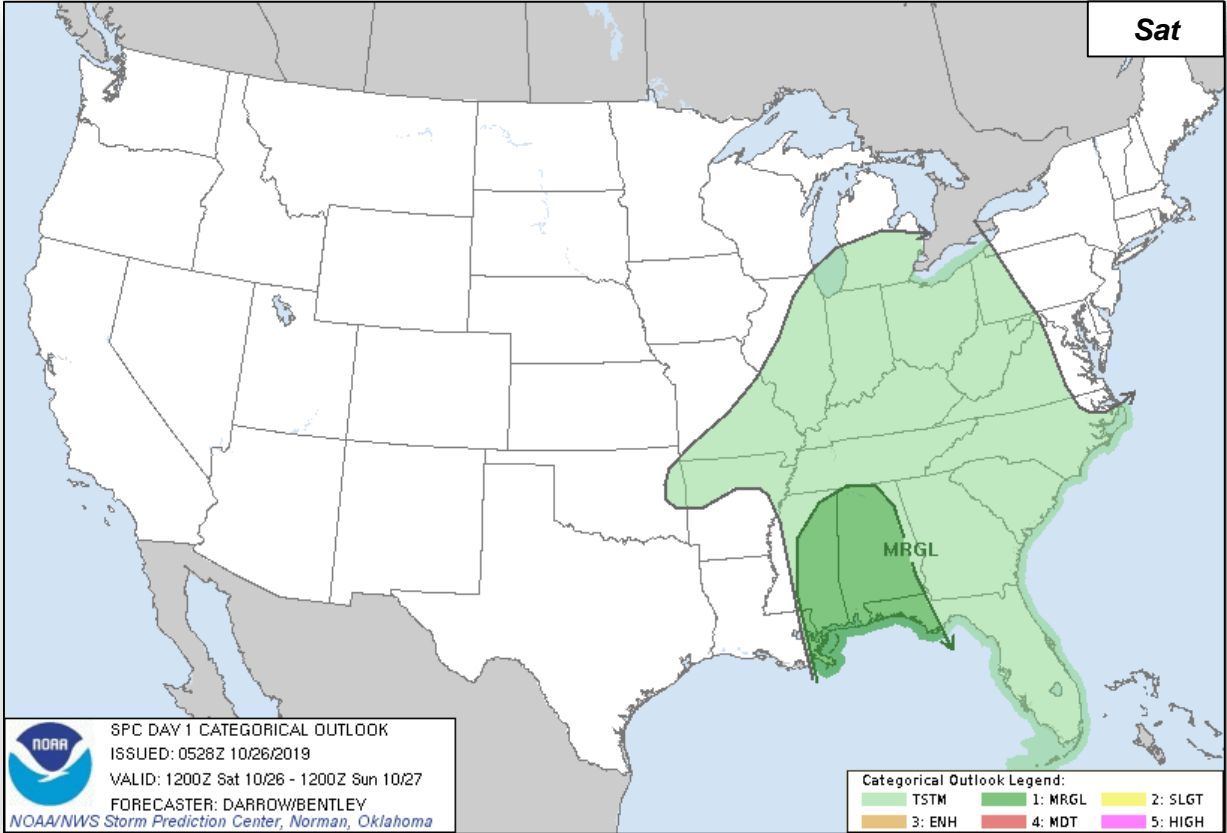 Sat
MRGL
NOAA
SPC DAY 1 CATEGORICAL OUTLOOK
ISSUED: 0528Z 10/26/2019
VALID: 1200Z Sat 10/26 - 1200Z Sun 10/27
FORECASTER: DARROW/BENTLEY
NOAA/NWS Storm Prediction Center, Norman, Oklahoma
Categorical Outlook Legend:
TSTM 1: MRGL 2: SLGT
3: ENH 4: MDT 5: HIGH